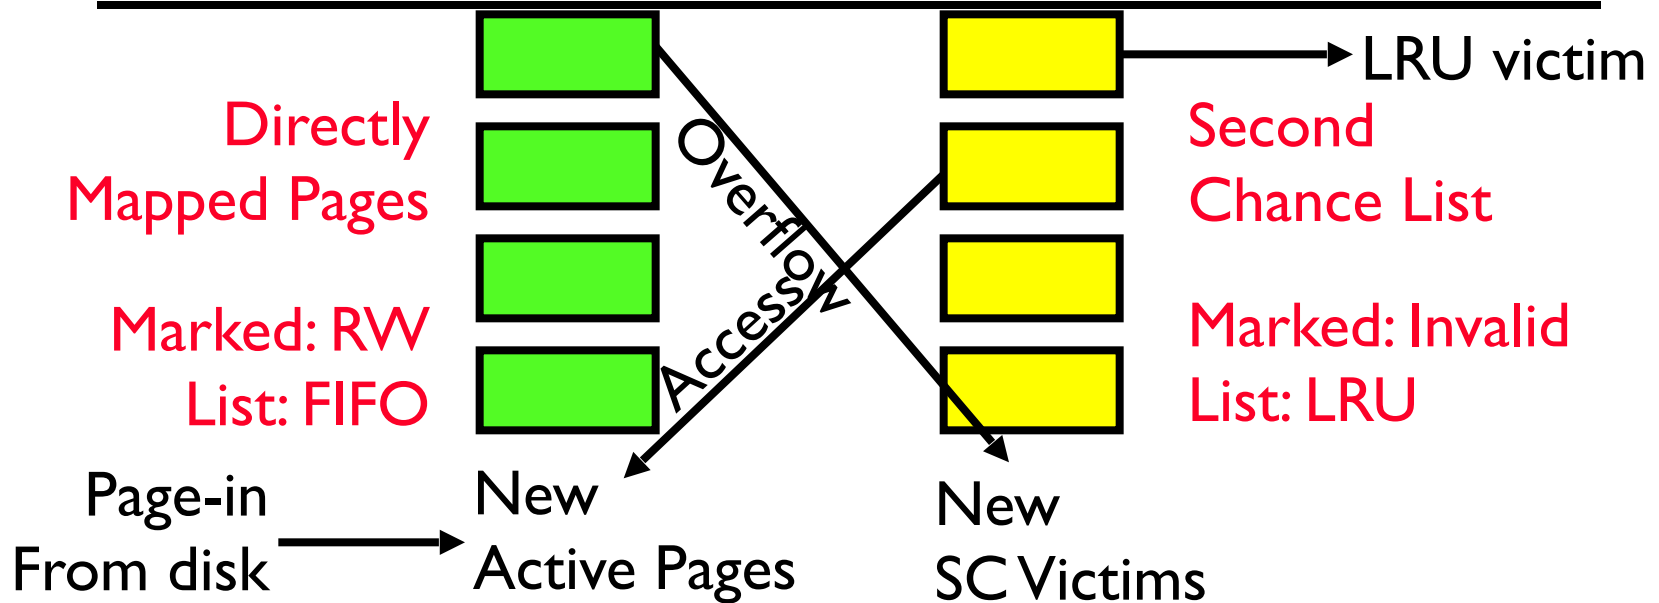 LRU victim
Directly
Mapped Pages
Second
Chance List
Overflow
Access
Marked: RW
List: FIFO
Marked: Invalid
List: LRU
Page-in
From disk
New
Active Pages
New
SC Victims